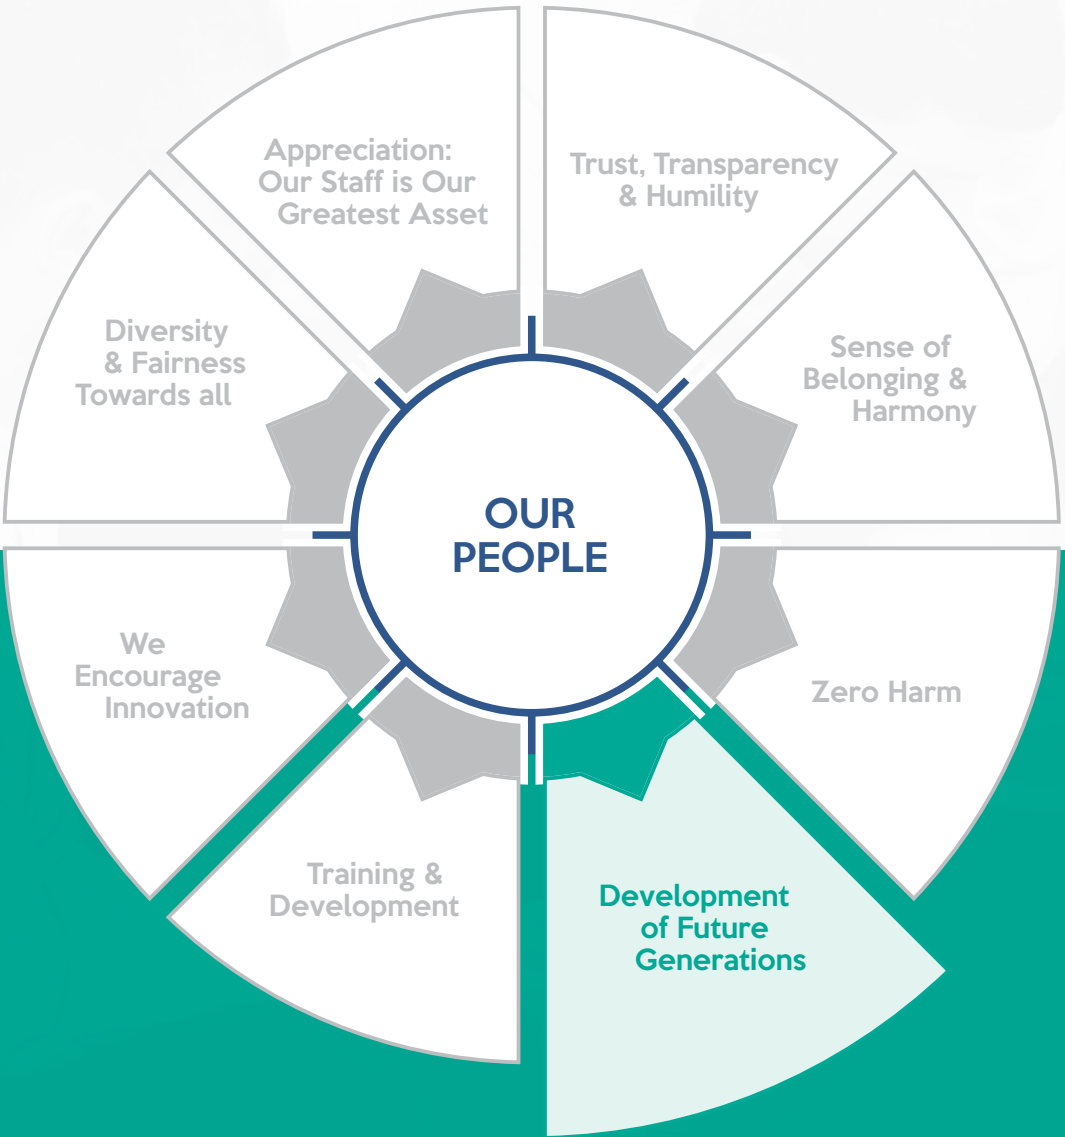 Appreciation:
Our Staff is Our
Greatest Asset
Trust, Transparency
& Humility
Diversity
& Fairness
Towards all
Sense of
Belonging &
Harmony
OUR
PEOPLE
We
Encourage
Innovation
Zero Harm
Training &
Development
Development
of Future
Generations